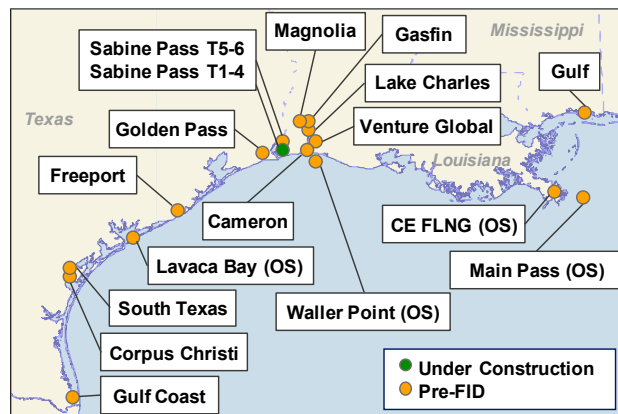 Magnolia
Gasfin
Mississippi
Sabine Pass T5-6
Sabine Pass T1-4
Lake Charles
Gulf
Texas
Golden Pass
Venture Global
Louisiana
Freeport
Cameron
CE FLNG (OS)
Lavaca Bay (OS)
Main Pass (OS)
South Texas
Waller Point (OS)
Corpus Christi
Under Construction
Pre-FID
Gulf Coast